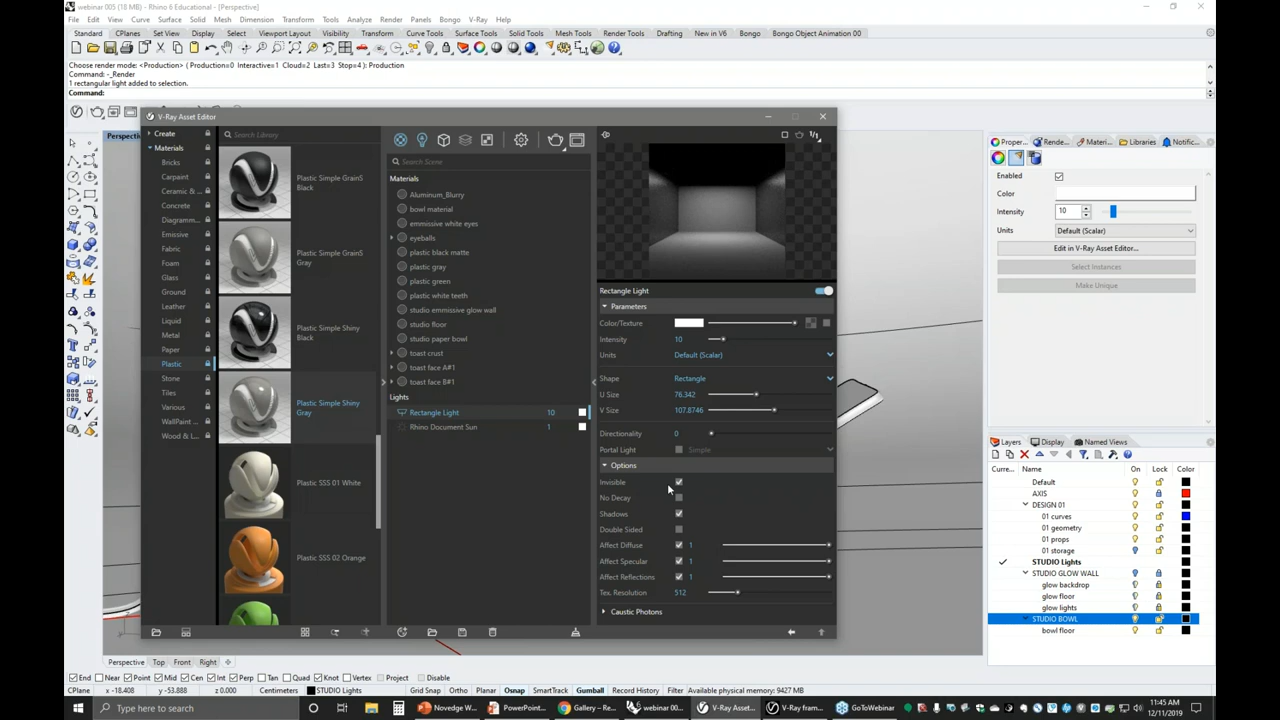 webinar 005 (18 MB) - Rhino 6 Educational - [Perspective]
File Edit View Curve Surface Solid Mesh Dimension Transform Tools Analyze Render Panels Bongo V-Ray Help
Standard CPlanes Set View Display Select Viewport Layout Visibility Transform Curve Tools Surface Tools Solid Tools Mesh Tools Render Tools Drafting New in V6 Bongo Bongo Object Animation 00
Choose render mode: <Production> ( Production=0 Interactive=1 Cloud=2 Last=3 Stop=4 ): Production
Command: -_Render
1 rectangular light added to selection.
Command:
Perspecti
V-Ray Asset Editor
Create
Materials
Bricks
Carpaint
Ceramic & ...
Concrete
Diagramm...
Emissive
Fabric
Foam
Glass
Ground
Leather
Liquid
Metal
Paper
Plastic
Stone
Tiles
Various
WallPaint ...
Wood & L...
Search Library
Plastic Simple GrainS Black
Plastic Simple GrainS Gray
Plastic Simple Shiny Black
Plastic Simple Shiny Gray
Plastic SSS 01 White
Plastic SSS 02 Orange
Search Scene
Materials
Aluminum_Blurry
bowl material
emmissive white eyes
eyeballs
plastic black matte
plastic gray
plastic green
plastic white teeth
studio emissive glow wall
studio floor
studio paper bowl
toast crust
toast face A#1
toast face B#1
Lights
Rectangle Light 10
Rhino Document Sun 1
Rectangle Light
Parameters
Color/Texture
Intensity 10
Units Default (Scalar)
Shape Rectangle
U Size 76.342
V Size 107.8746
Directionality 0
Portal Light Simple
Options
Invisible
No Decay
Shadows
Double Sided
Affect Diffuse 1
Affect Specular 1
Affect Reflections 1
Tex. Resolution 512
Caustic Photons
Proper... Rende... Materi... Libraries Notific...
Enabled
Color
Intensity 10
Units Default (Scalar)
Edit in V-Ray Asset Editor...
Select Instances
Make Unique
Layers Display Named Views
Curre... Name On Lock Color
Default
AXIS
DESIGN 01
01 curves
01 geometry
01 props
01 storage
STUDIO Lights
STUDIO GLOW WALL
glow backdrop
glow floor
glow lights
STUDIO BOWL
bowl floor
Perspective Top Front Right
End Near Point Mid Cen Int Perp Tan Quad Knot Vertex Project Disable
CPlane x -18.408 y -53.888 z 0.000 Centimeters STUDIO Lights Grid Snap Ortho Planar Osnap SmartTrack Gumball Record History Filter Available physical memory: 9427 MB
Type here to search
Novedge W... PowerPoint... Gallery – R... webinar 00... V-Ray Asse... V-Ray fram... GoToWebinar
11:45 AM
12/11/2019